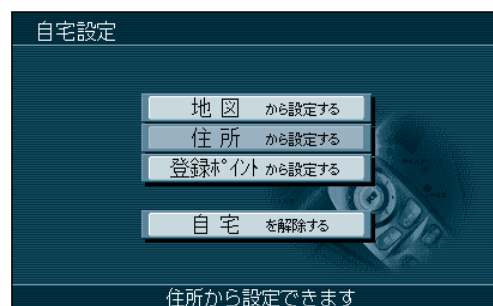 自宅設定
地図 から設定する
住所 から設定する
登録ﾎﾟｲﾝﾄ から設定する
自宅 を解除する
住所から設定できます